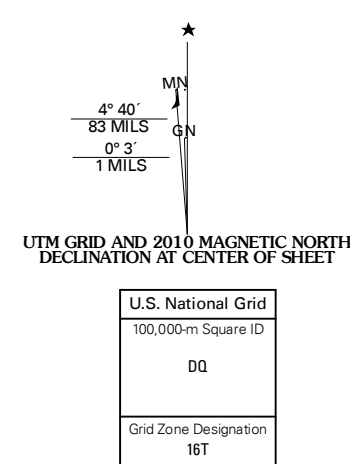 ★
MN
4° 40´
83 MILS
GN
0° 3´
1 MILS
UTM GRID AND 2010 MAGNETIC NORTH
DECLINATION AT CENTER OF SHEET
U.S. National Grid
100,000-m Square ID
DQ
Grid Zone Designation
16T